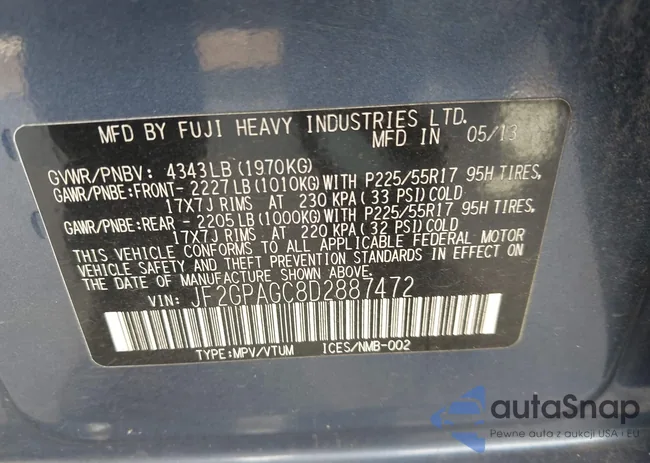 MFD BY FUJI HEAVY INDUSTRIES LTD.
MFD IN 05/13
GVWR/PNBV: 4343LB (1970KG)
GAWR/PNBE:FRONT-2227LB (1010KG) WITH P225/55R17 95H TIRES,
17X7J RIMS AT 230 KPA (33 PSI) COLD
GAWR/PNBE:REAR -2205LB (1000KG) WITH P225/55R17 95H TIRES,
17X7J RIMS AT 220 KPA (32 PSI) COLD
THIS VEHICLE CONFORMS TO ALL APPLICABLE FEDERAL MOTOR
VEHICLE SAFETY AND THEFT PREVENTION STANDARDS IN EFFECT ON
THE DATE OF MANUFACTURE SHOWN ABOVE.
VIN: JF2GPAGC8D2887472
TYPE:MPV/VTUM ICES/NMB-002
autaSnap
Pewne auta z aukcji USA i EU